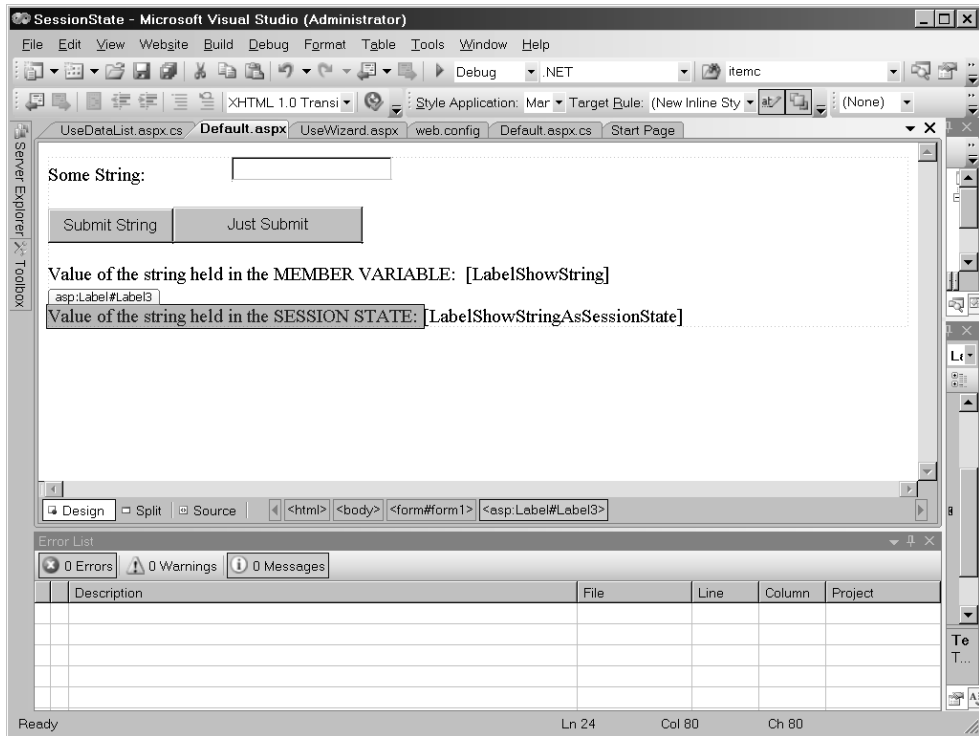 SessionState - Microsoft Visual Studio (Administrator)
File Edit View Website Build Debug Format Table Tools Window Help
Debug .NET itemc
XHTML 1.0 Transi Style Application: Mar Target Rule: (New Inline Sty (None)
UseDataList.aspx.cs Default.aspx UseWizard.aspx web.config Default.aspx.cs Start Page
Server Explorer
Toolbox
Some String:
Submit String Just Submit
Value of the string held in the MEMBER VARIABLE: [LabelShowString]
asp:Label#Label3
Value of the string held in the SESSION STATE: [LabelShowStringAsSessionState]
Design Split Source <html> <body> <form#form1> <asp:Label#Label3>
Error List
0 Errors 0 Warnings 0 Messages
Description File Line Column Project
Te
T...
Ready Ln 24 Col 80 Ch 80